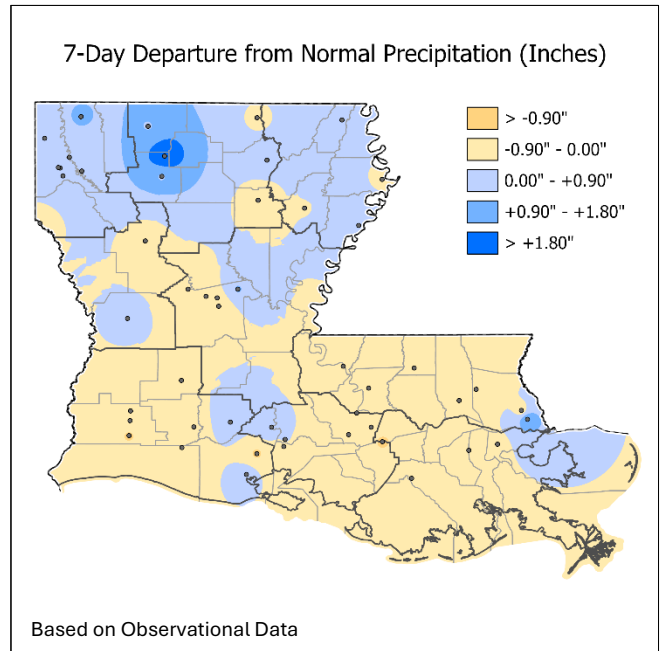 7-Day Departure from Normal Precipitation (Inches)
> -0.90"
-0.90" - 0.00"
0.00" - +0.90"
+0.90" - +1.80"
> +1.80"
Based on Observational Data